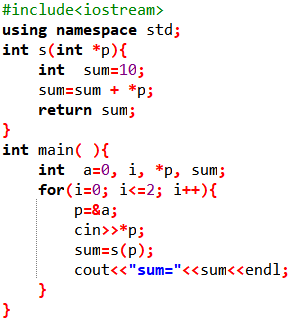 #include<iostream>
using namespace std;
int s(int *p){
    int  sum=10;
    sum=sum + *p;
    return sum;
}
int main( ){
    int  a=0, i, *p, sum;
    for(i=0; i<=2; i++){
        p=&a;
        cin>>*p;
        sum=s(p);
        cout<<"sum="<<sum<<endl;
    }
}